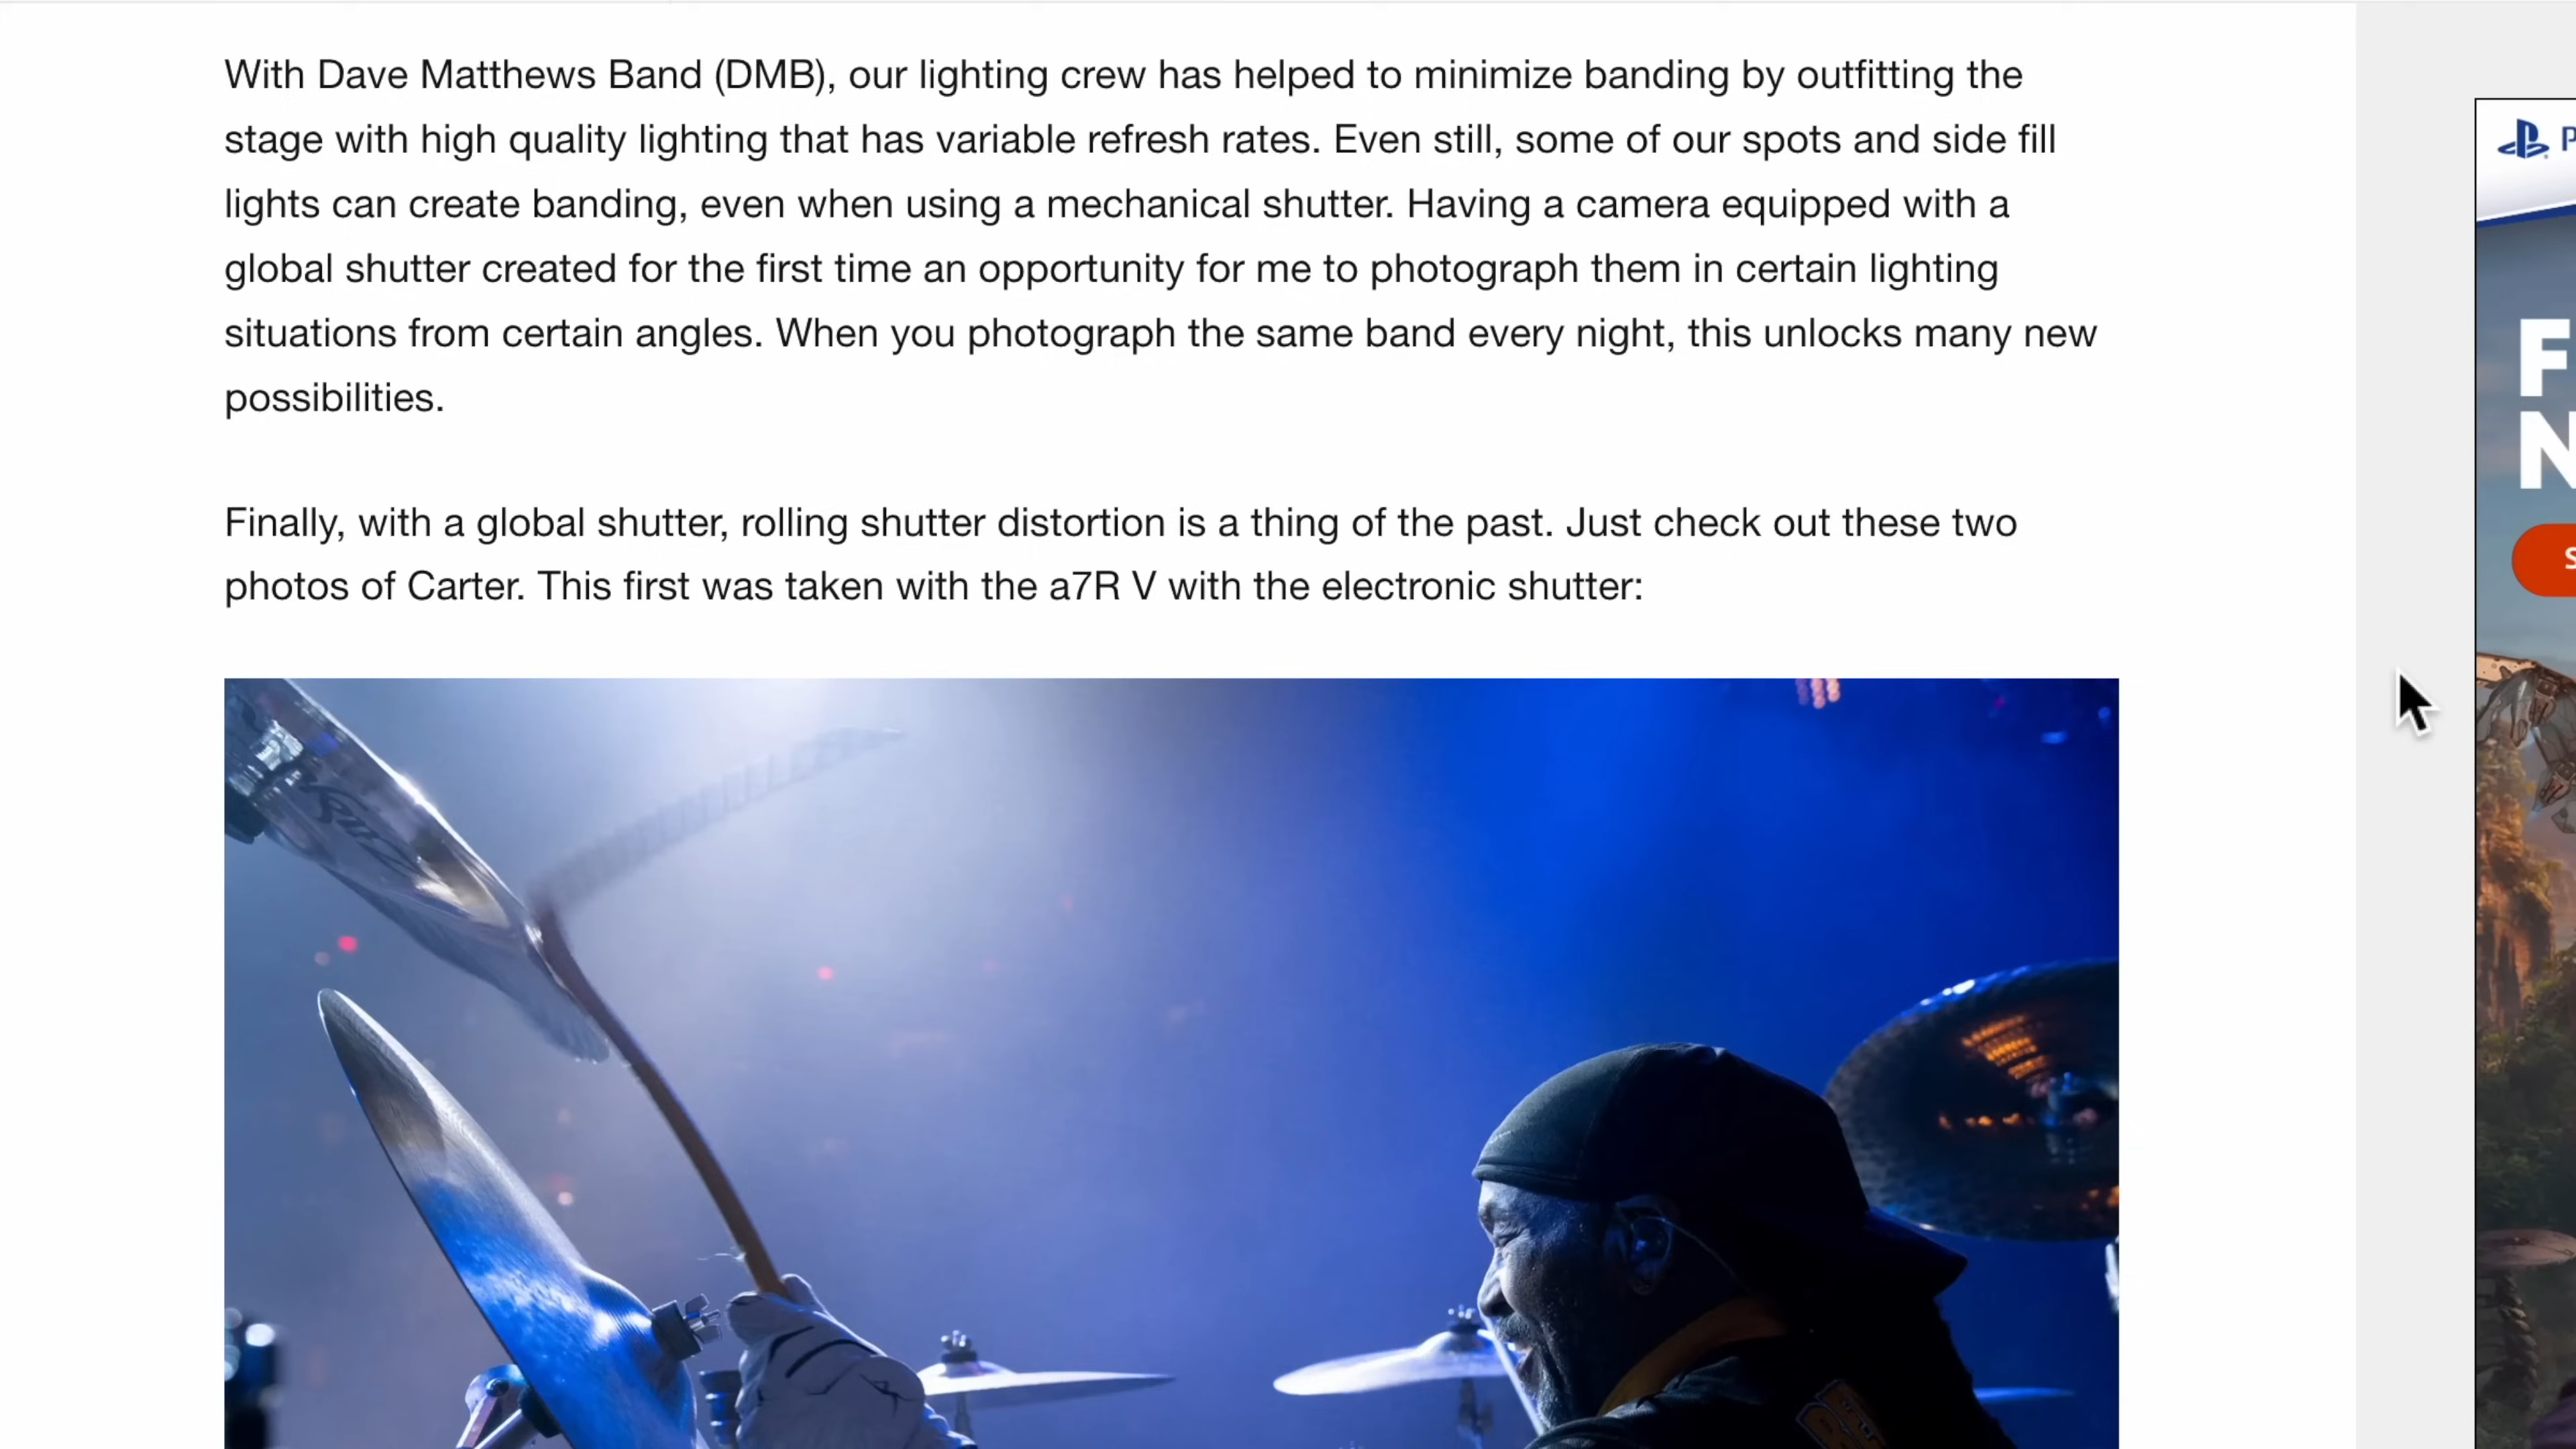 With Dave Matthews Band (DMB), our lighting crew has helped to minimize banding by outfitting the
stage with high quality lighting that has variable refresh rates. Even still, some of our spots and side fill
lights can create banding, even when using a mechanical shutter. Having a camera equipped with a
global shutter created for the first time an opportunity for me to photograph them in certain lighting
situations from certain angles. When you photograph the same band every night, this unlocks many new
possibilities.
Finally, with a global shutter, rolling shutter distortion is a thing of the past. Just check out these two
photos of Carter. This first was taken with the a7R V with the electronic shutter:
P
F
N
S